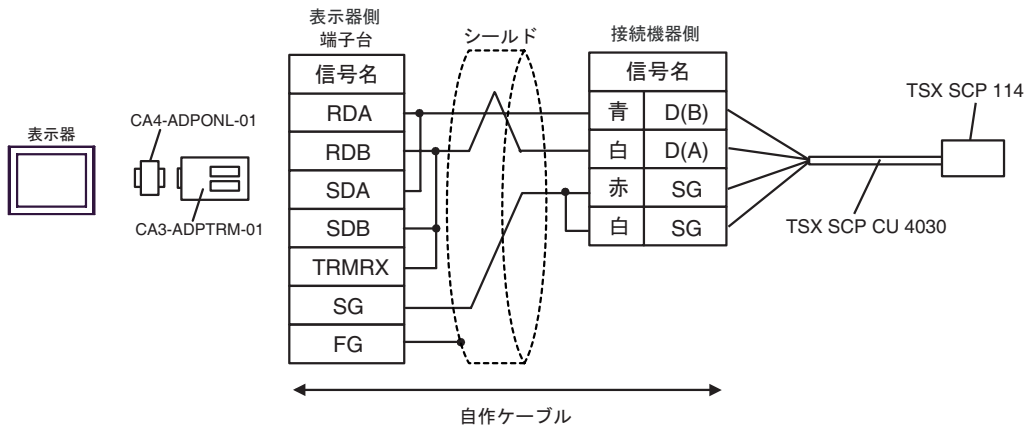 表示器
CA4-ADPONL-01
CA3-ADPTRM-01
表示器側
端子台
信号名
RDA
RDB
SDA
SDB
TRMRX
SG
FG
シールド
接続機器側
信号名
青 D(B)
白 D(A)
赤 SG
白 SG
TSX SCP 114
TSX SCP CU 4030
自作ケーブル